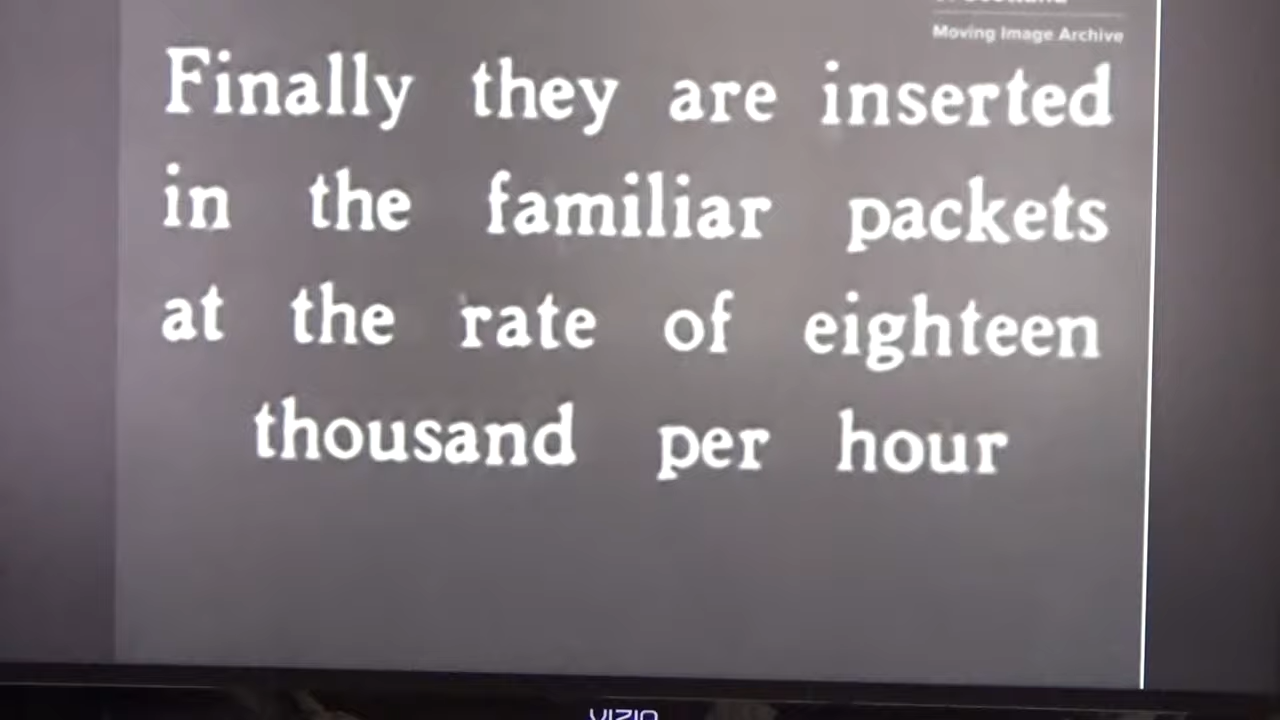 Moving Image Archive
Finally they are inserted
in the familiar packets
at the rate of eighteen
thousand per hour
VIZIO